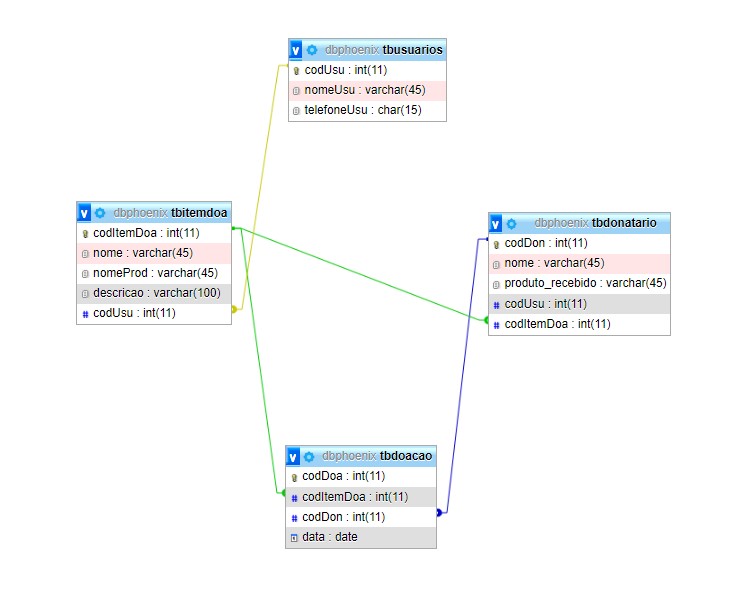 dbphoenix tbusuarios
codUsu : int(11)
nomeUsu : varchar(45)
telefoneUsu : char(15)
dbphoenix tbitemdoa
codItemDoa : int(11)
nome : varchar(45)
nomeProd : varchar(45)
descricao : varchar(100)
codUsu : int(11)
dbphoenix tbdonatario
codDon : int(11)
nome : varchar(45)
produto_recebido : varchar(45)
codUsu : int(11)
codItemDoa : int(11)
dbphoenix tbdoacao
codDoa : int(11)
codItemDoa : int(11)
codDon : int(11)
data : date